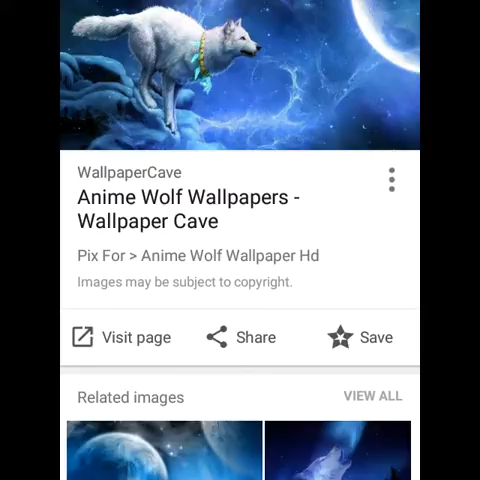 WallpaperCave
Anime Wolf Wallpapers -
Wallpaper Cave
Pix For > Anime Wolf Wallpaper Hd
Images may be subject to copyright.
Visit page
Share
Save
Related images
VIEW ALL